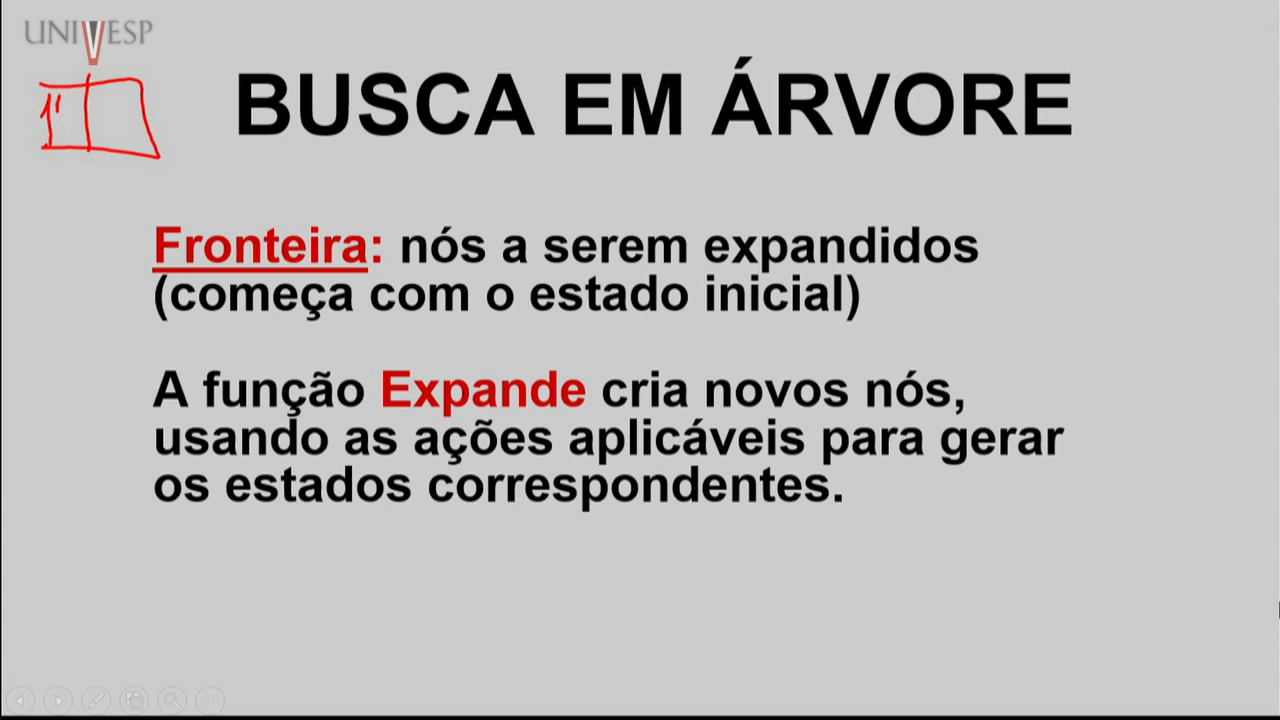 UNIVESP
BUSCA EM ÁRVORE
Fronteira: nós a serem expandidos
(começa com o estado inicial)
A função Expande cria novos nós,
usando as ações aplicáveis para gerar
os estados correspondentes.